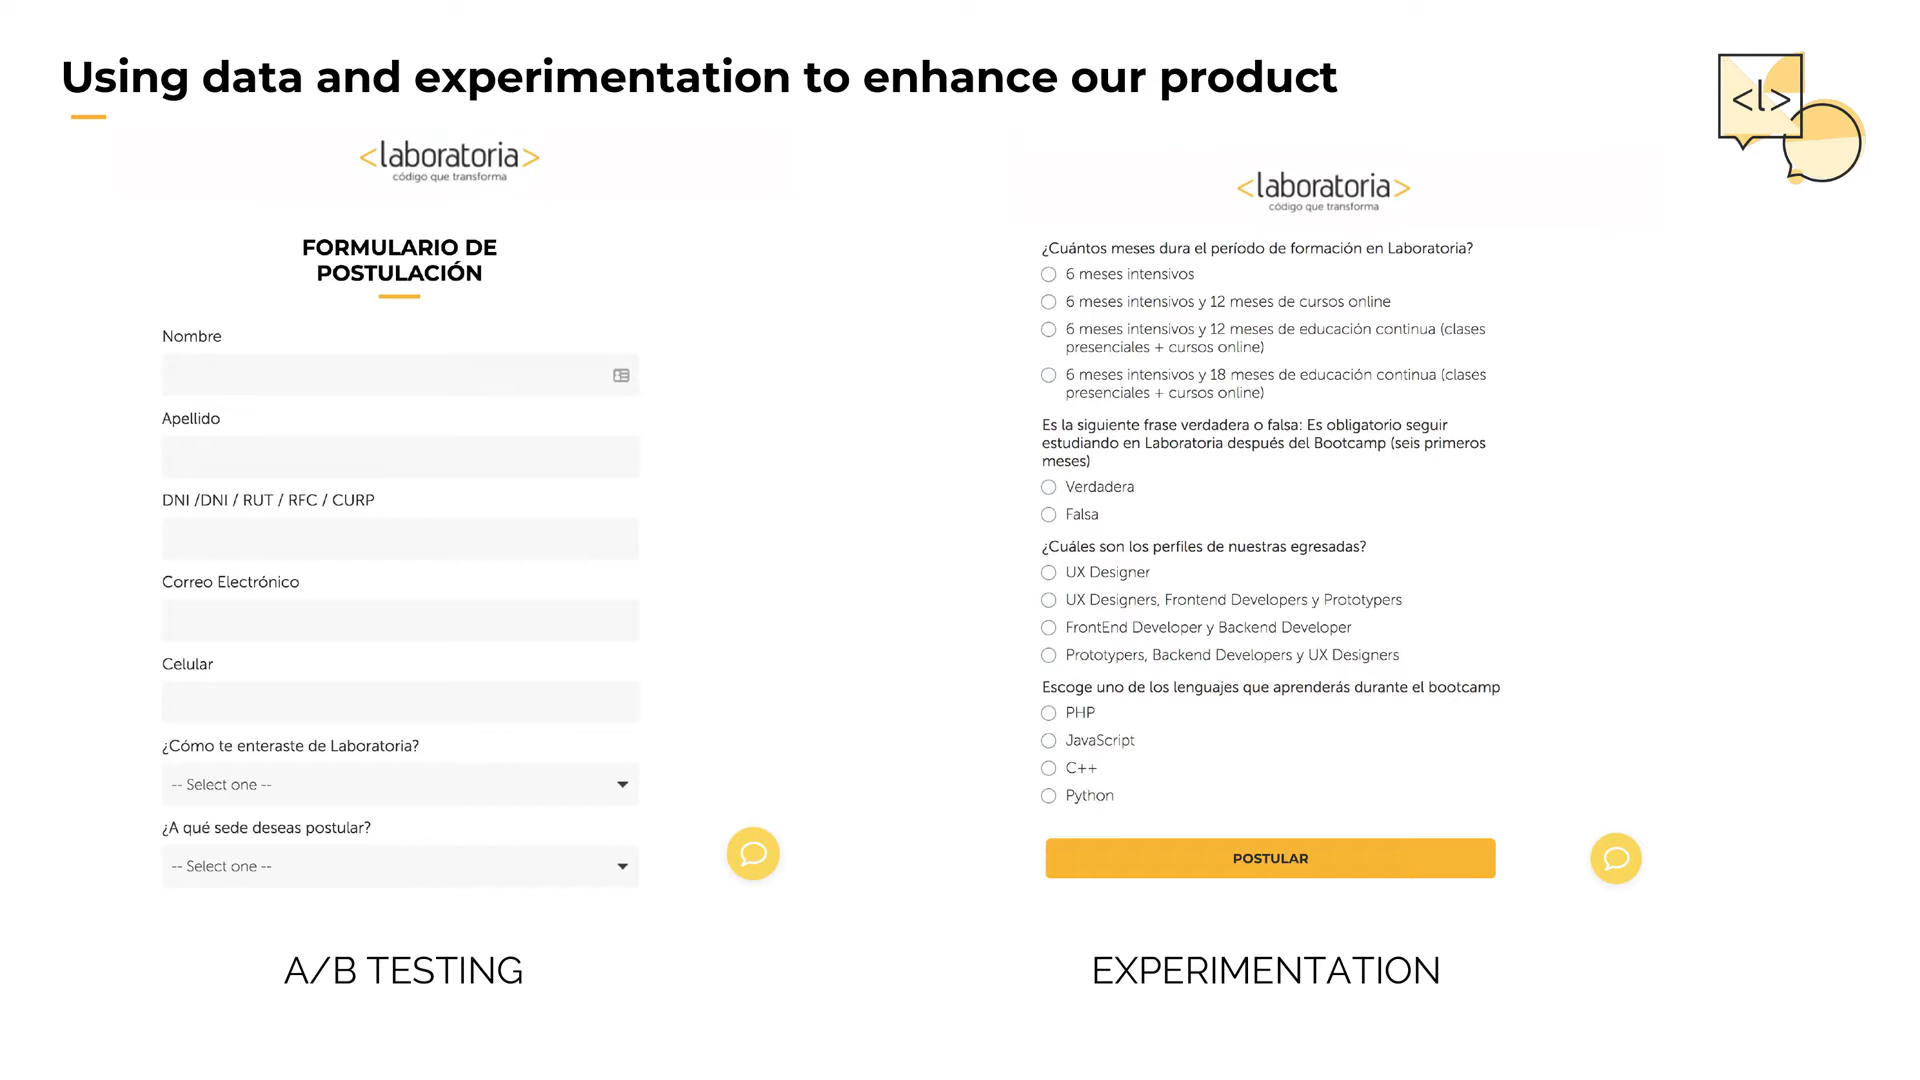 Using data and experimentation to enhance our product
<l>
<laboratoria>
código que transforma
FORMULARIO DE
POSTULACIÓN
Nombre
Apellido
DNI /DNI / RUT / RFC / CURP
Correo Electrónico
Celular
¿Cómo te enteraste de Laboratoria?
-- Select one --
¿A qué sede deseas postular?
-- Select one --
A/B TESTING
<laboratoria>
código que transforma
¿Cuántos meses dura el período de formación en Laboratoria?
6 meses intensivos
6 meses intensivos y 12 meses de cursos online
6 meses intensivos y 12 meses de educación continua (clases
presenciales + cursos online)
6 meses intensivos y 18 meses de educación continua (clases
presenciales + cursos online)
Es la siguiente frase verdadera o falsa: Es obligatorio seguir
estudiando en Laboratoria después del Bootcamp (seis primeros
meses)
Verdadera
Falsa
¿Cuáles son los perfiles de nuestras egresadas?
UX Designer
UX Designers, Frontend Developers y Prototypers
FrontEnd Developer y Backend Developer
Prototypers, Backend Developers y UX Designers
Escoge uno de los lenguajes que aprenderás durante el bootcamp
PHP
JavaScript
C++
Python
POSTULAR
EXPERIMENTATION